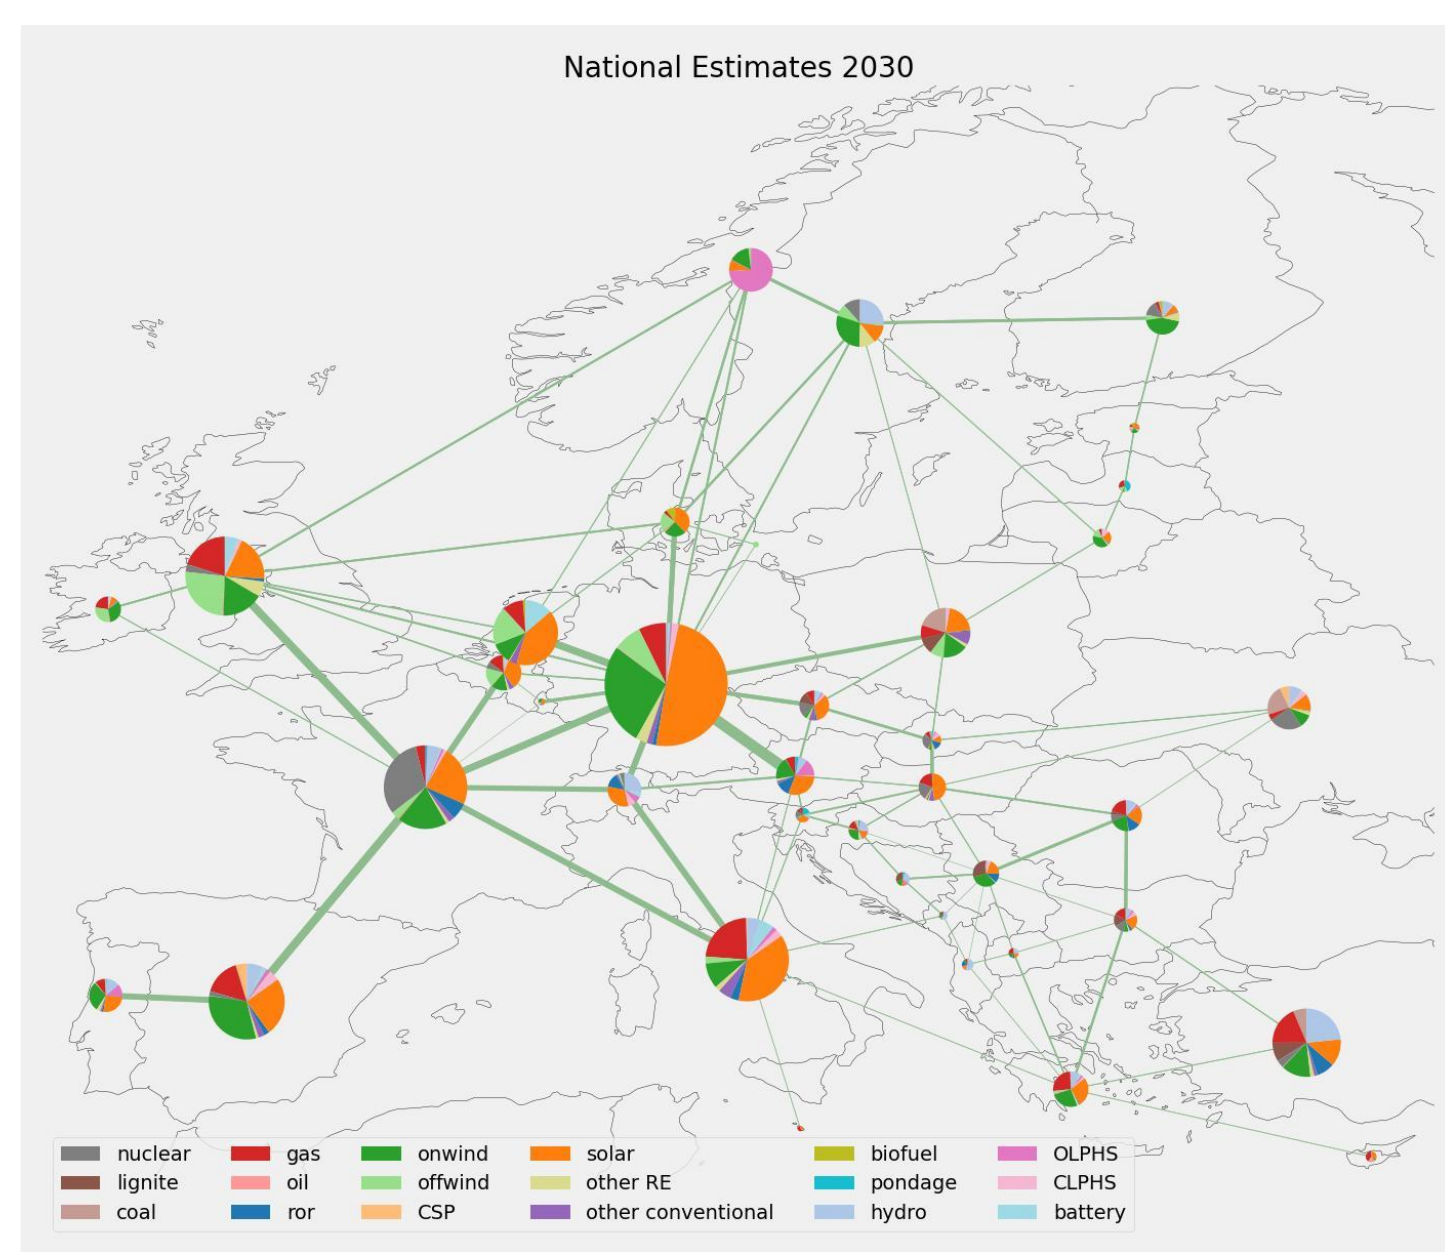 National Estimates 2030
nuclear gas onwind solar biofuel OLPHS
lignite oil offwind other RE pondage CLPHS
coal ror CSP other conventional hydro battery